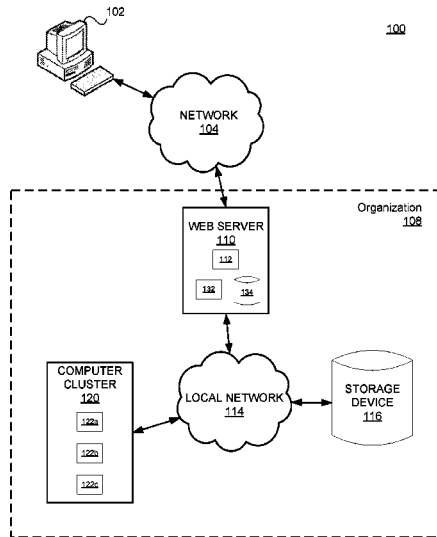 102
100
NETWORK
104
Organization
108
WEB SERVER
110
112
132
134
COMPUTER
CLUSTER
120
122a
122b
122c
LOCAL NETWORK
114
STORAGE
DEVICE
116